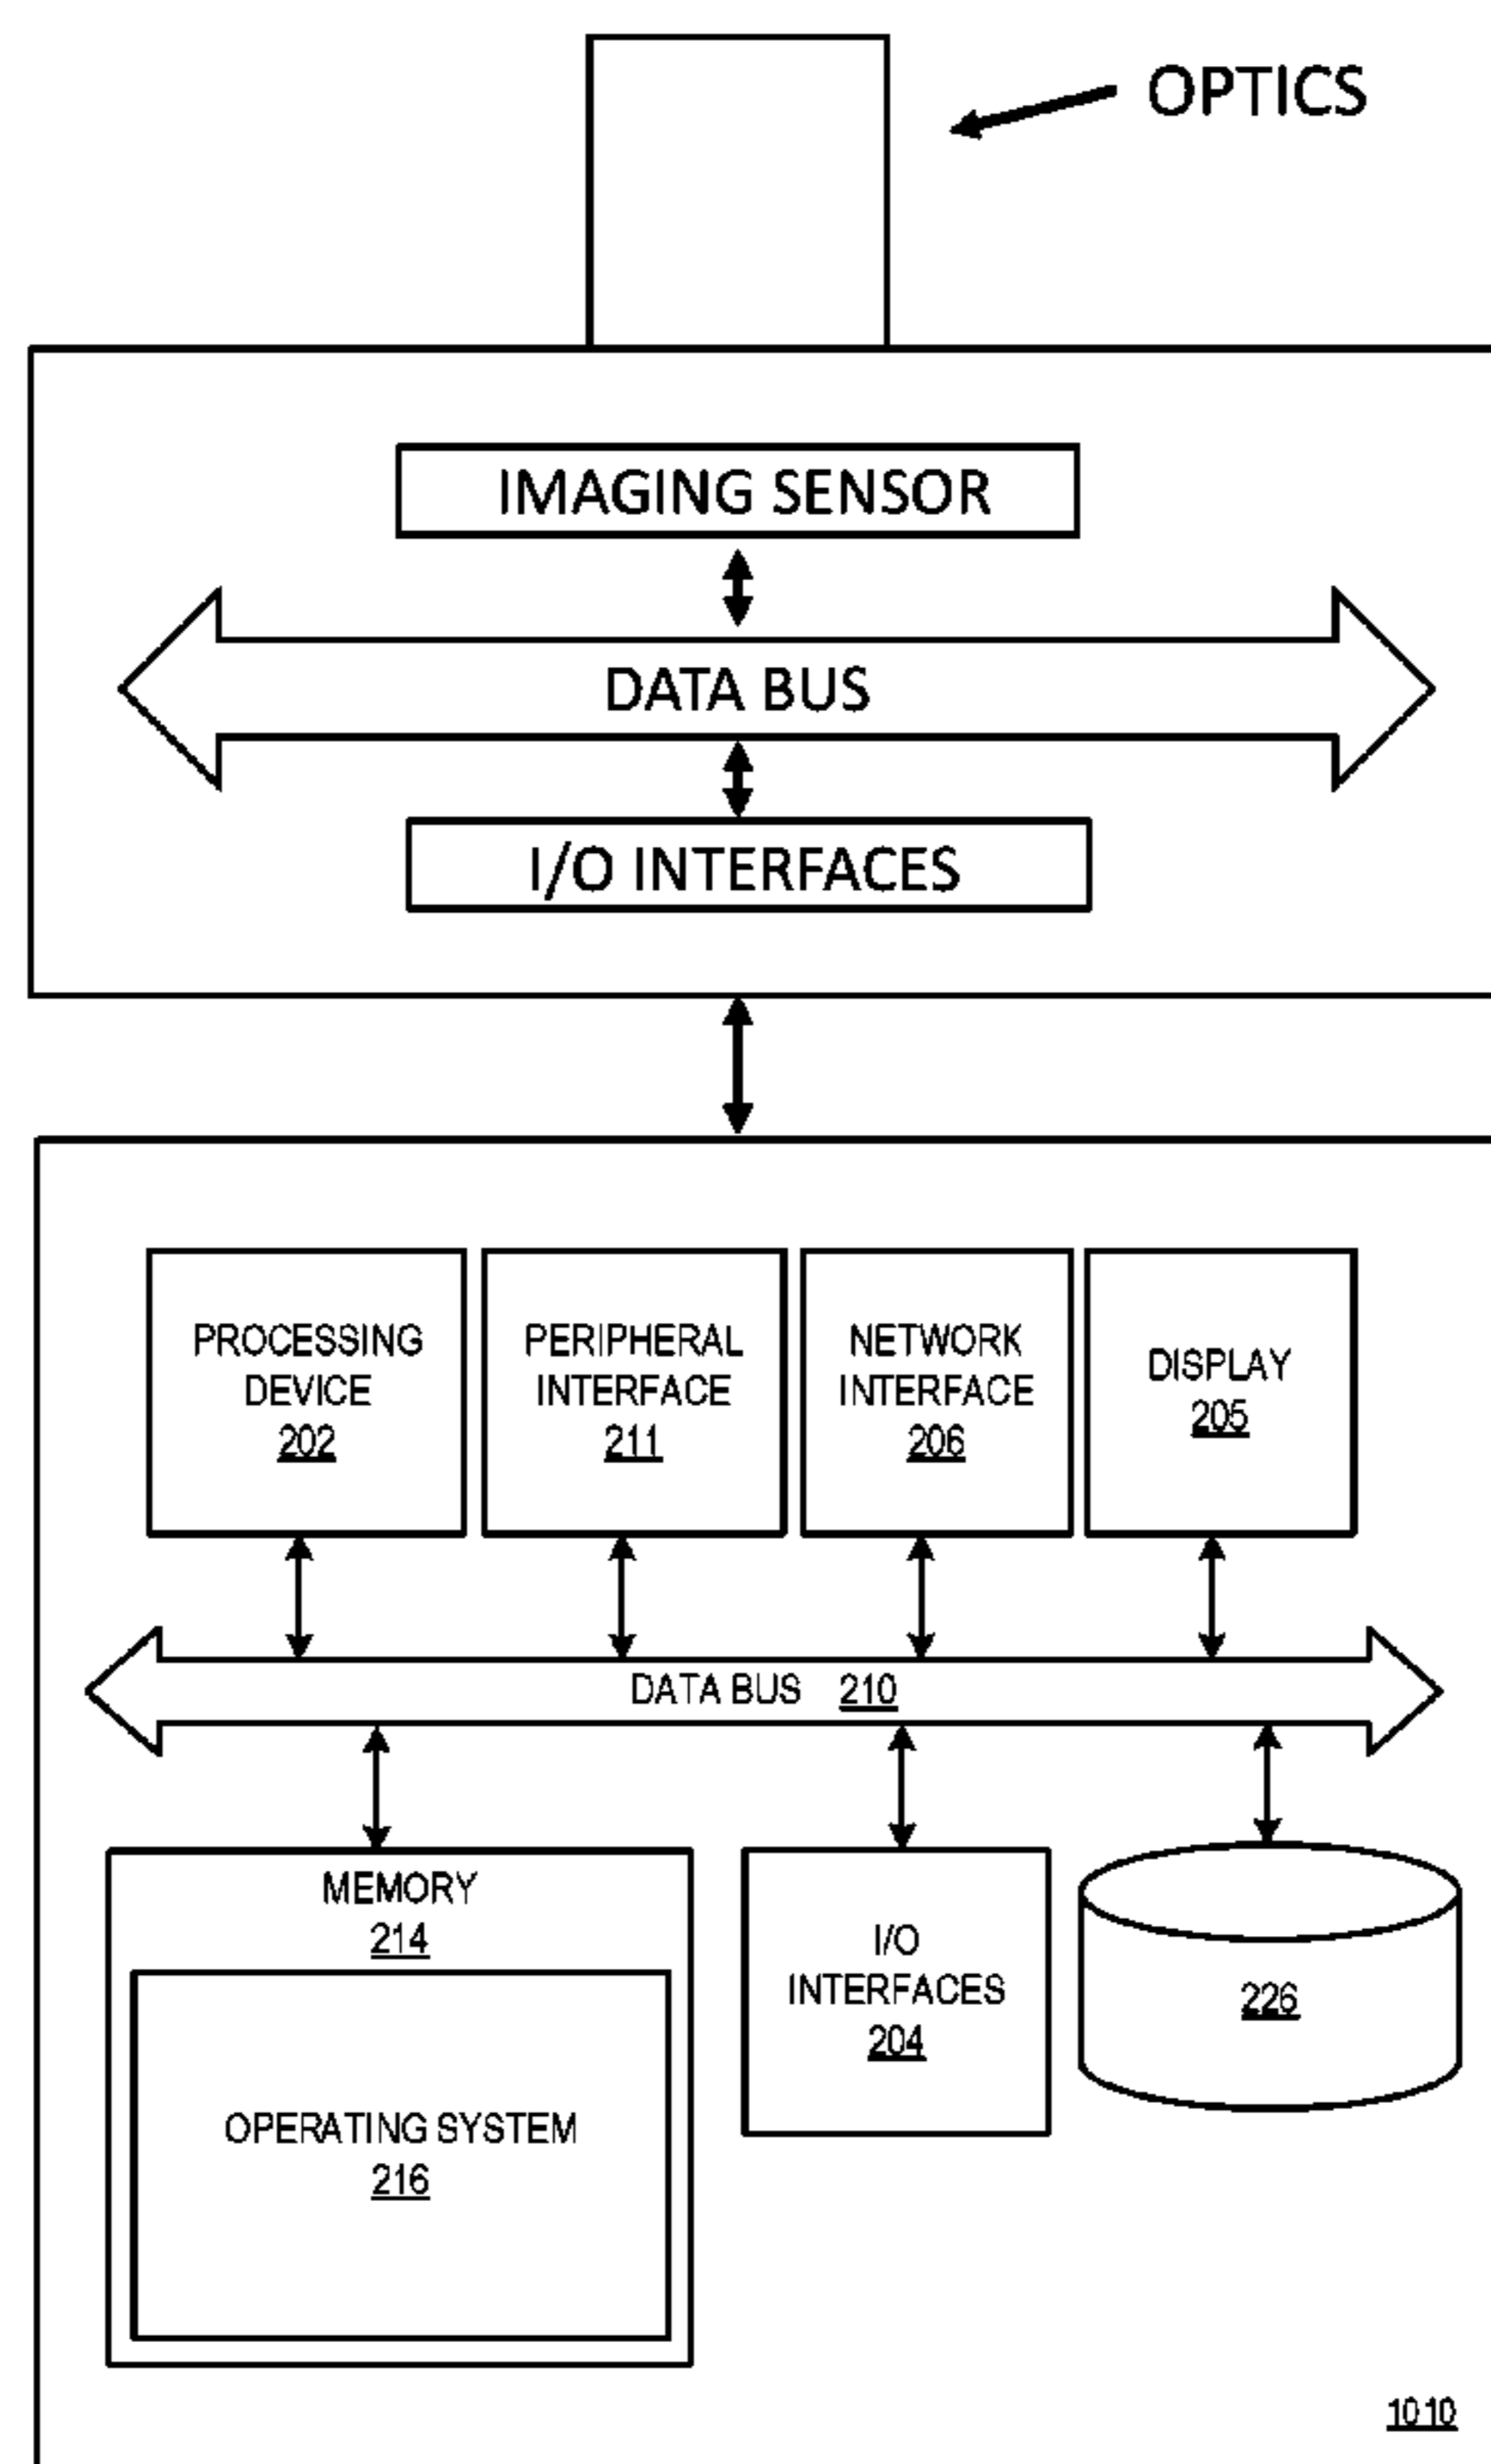 OPTICS
IMAGING SENSOR
DATA BUS
I/O INTERFACES
PROCESSING
DEVICE
202
PERIPHERAL
INTERFACE
211
NETWORK
INTERFACE
206
DISPLAY
205
DATA BUS 210
MEMORY
214
OPERATING SYSTEM
216
I/O
INTERFACES
204
226
1010